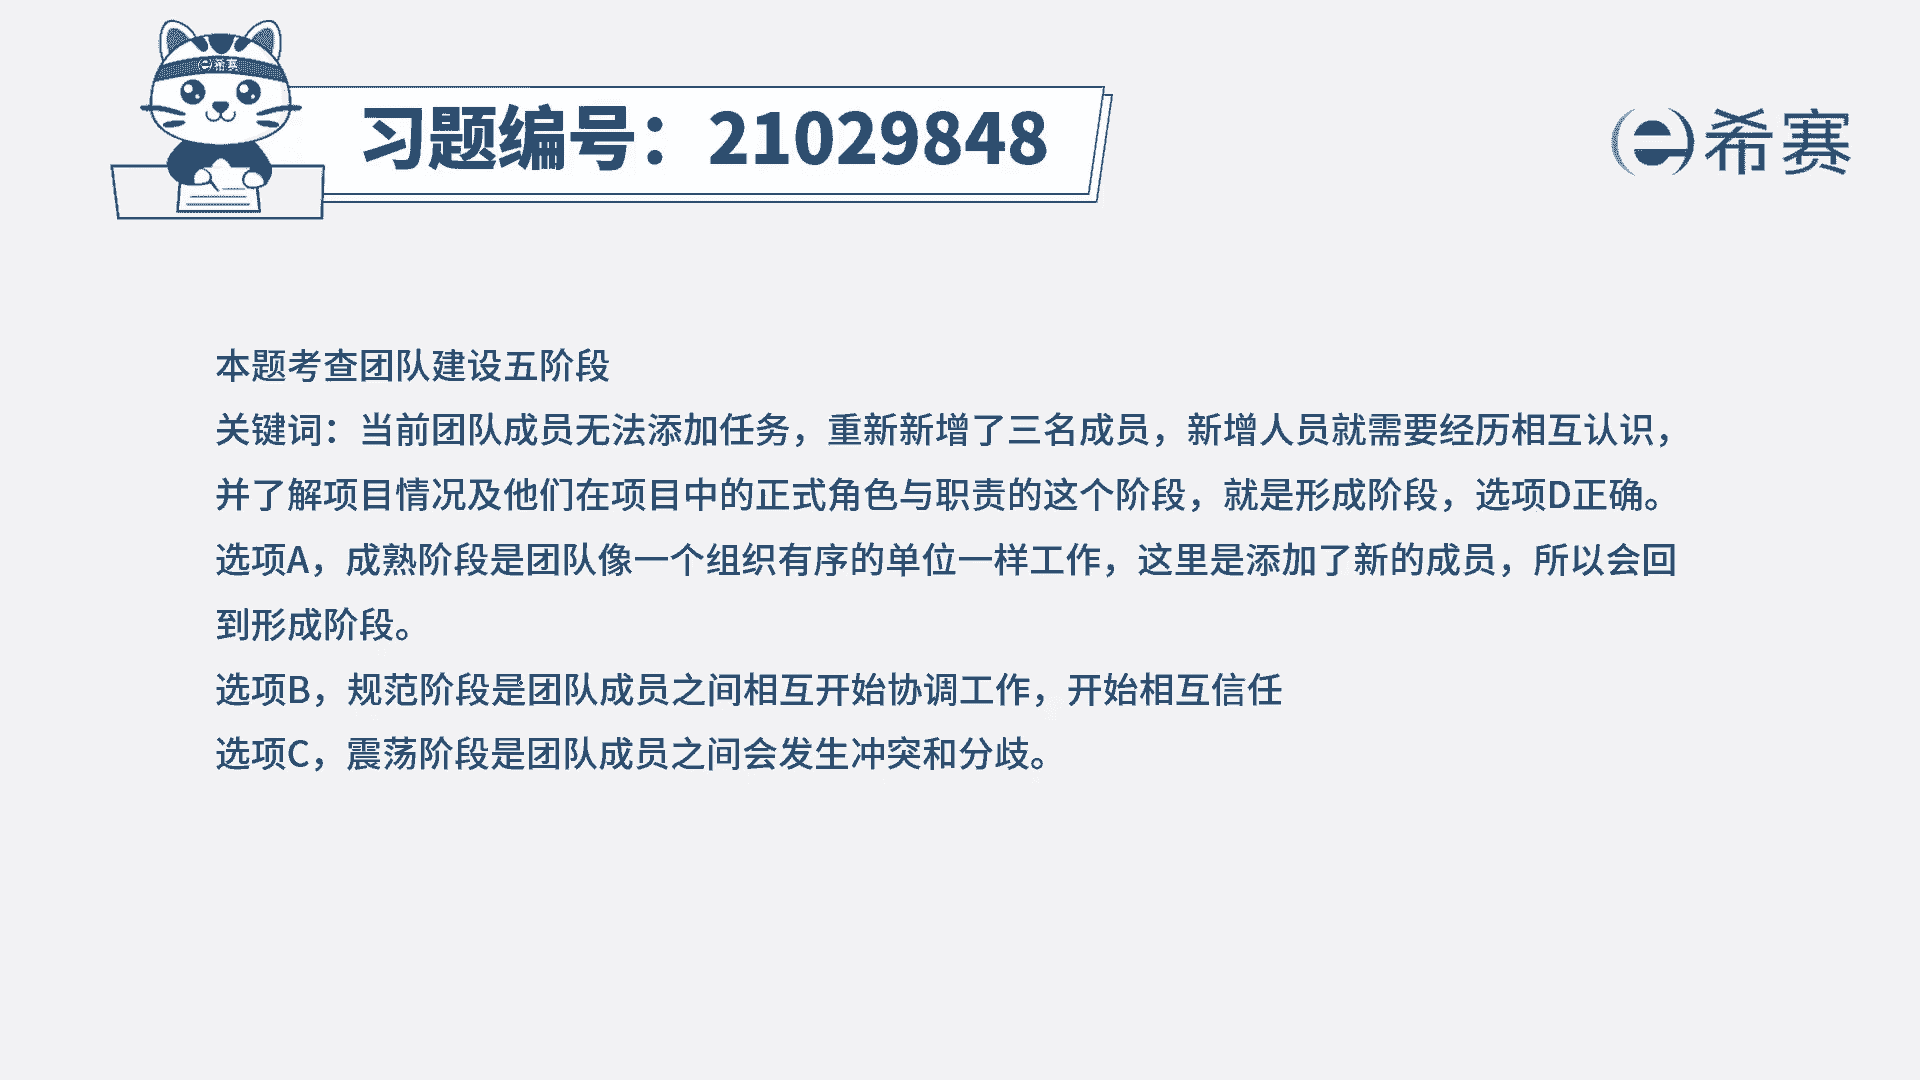 希赛
习题编号：21029848
希赛
本题考查团队建设五阶段
关键词：当前团队成员无法添加任务，重新新增了三名成员，新增人员就需要经历相互认识，
并了解项目情况及他们在项目中的正式角色与职责的这个阶段，就是形成阶段，选项D正确。
选项A，成熟阶段是团队像一个组织有序的单位一样工作，这里是添加了新的成员，所以会回
到形成阶段。
选项B，规范阶段是团队成员之间相互开始协调工作，开始相互信任
选项C，震荡阶段是团队成员之间会发生冲突和分歧。